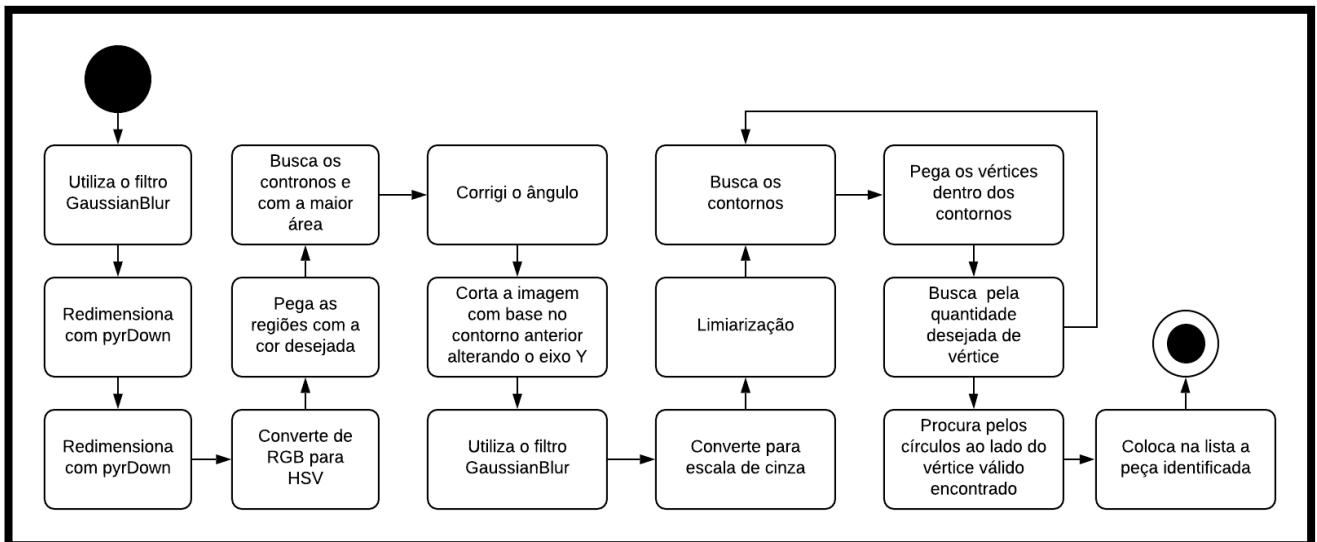 Utiliza o filtro
GaussianBlur
Redimensiona
com pyrDown
Redimensiona
com pyrDown
Converte de
RGB para
HSV
Pega as
regiões com a
cor desejada
Busca os
contronos e
com a maior
área
Corrigi o ângulo
Corta a imagem
com base no
contorno anterior
alterando o eixo Y
Utiliza o filtro
GaussianBlur
Converte para
escala de cinza
Limiarização
Busca os
contornos
Pega os vértices
dentro dos
contornos
Busca pela
quantidade
desejada de
vértice
Procura pelos
círculos ao lado do
vértice válido
encontrado
Coloca na lista a
peça identificada